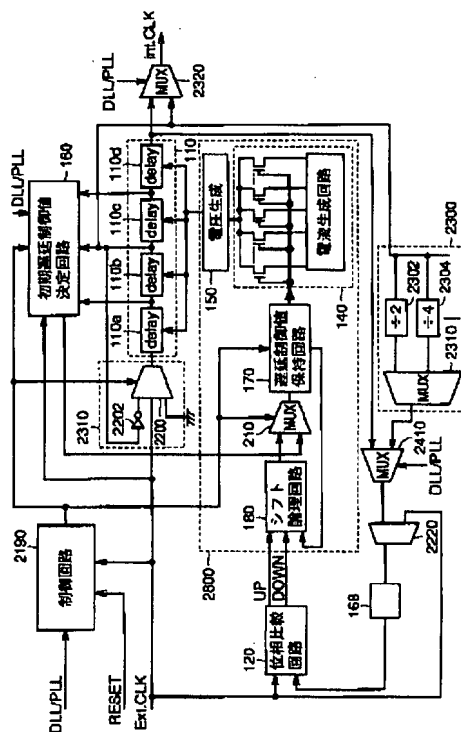 DLL/PLL
RESET
Ext.CLK
制御回路
2190
DLL/PLL
初期遅延制御値
決定回路
160
2310
2202
2200
110a
delay
110b
delay
110c
delay
110d
delay
110
DLL/PLL
MUX
2320
int.CLK
2800
UP
DOWN
120
位相比較
回路
180
シフト
論理回路
210
MUX
170
遅延制御値
保持回路
150
電圧生成
140
電流生成回路
168
2220
DLL/PLL
MUX
2410
2310
MUX
÷2
2302
÷4
2304
2300